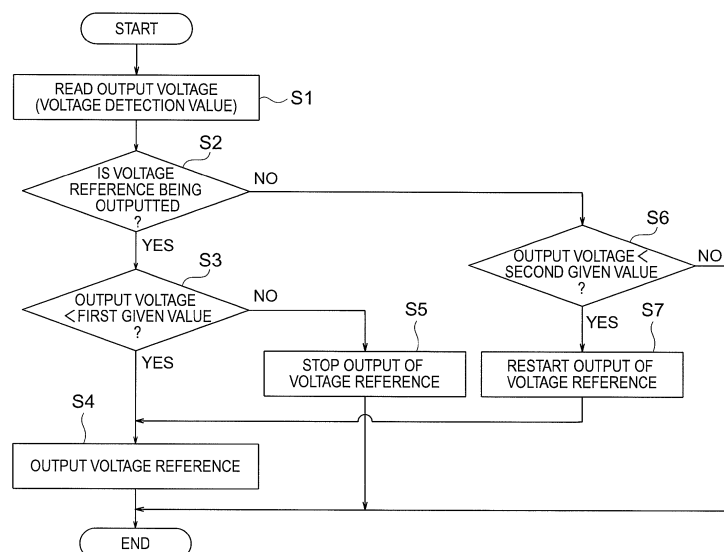 START
READ OUTPUT VOLTAGE
(VOLTAGE DETECTION VALUE)
S1
S2
IS VOLTAGE
REFERENCE BEING
OUTPUTTED
?
NO
YES
S6
OUTPUT VOLTAGE <
SECOND GIVEN VALUE
?
NO
YES
S3
OUTPUT VOLTAGE
< FIRST GIVEN VALUE
?
NO
YES
S5
STOP OUTPUT OF
VOLTAGE REFERENCE
S7
RESTART OUTPUT OF
VOLTAGE REFERENCE
S4
OUTPUT VOLTAGE REFERENCE
END